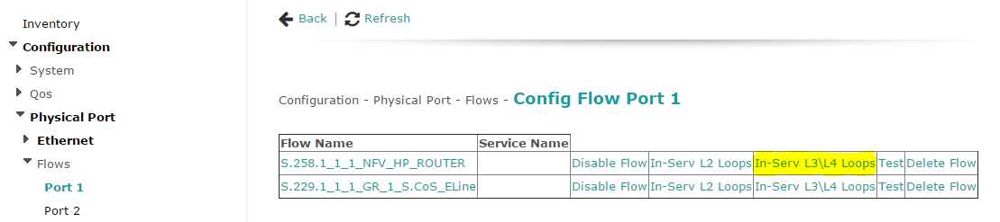 Inventory
Configuration
System
Qos
Physical Port
Ethernet
Flows
Port 1
Port 2
Back | Refresh
Configuration - Physical Port - Flows - Config Flow Port 1
Flow Name Service Name
S.258.1_1_1_NFV_HP_ROUTER Disable Flow In-Serv L2 Loops In-Serv L3\L4 Loops Test Delete Flow
S.229.1_1_1_GR_1_S.CoS_ELine Disable Flow In-Serv L2 Loops In-Serv L3\L4 Loops Test Delete Flow